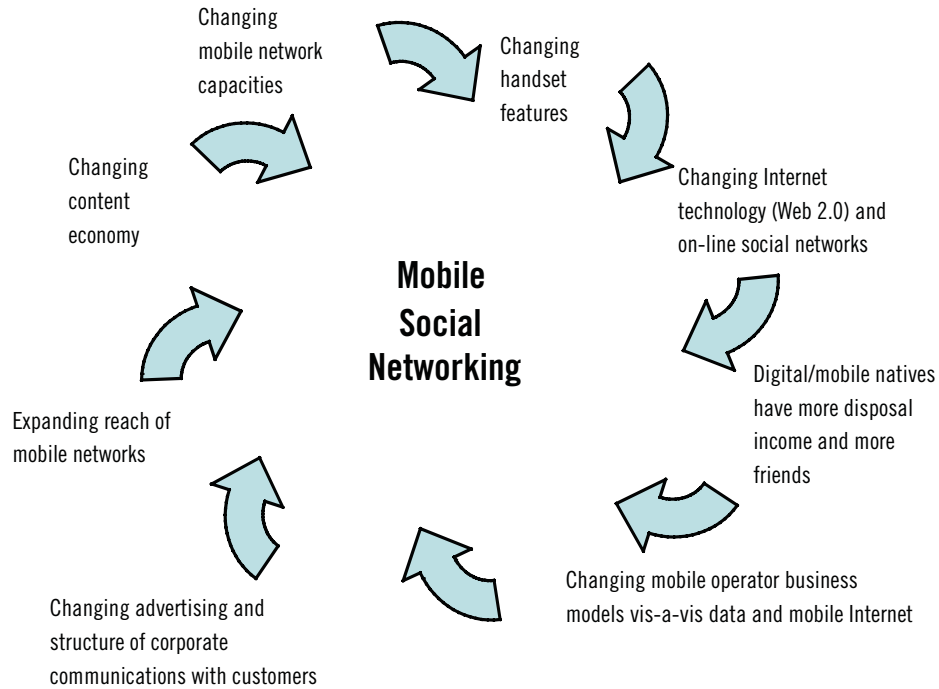 Changing
mobile network
capacities
Changing
handset
features
Changing Internet
technology (Web 2.0) and
on-line social networks
Digital/mobile natives
have more disposal
income and more
friends
Changing mobile operator business
models vis-a-vis data and mobile Internet
Changing advertising and
structure of corporate
communications with customers
Expanding reach of
mobile networks
Changing
content
economy
Mobile
Social
Networking